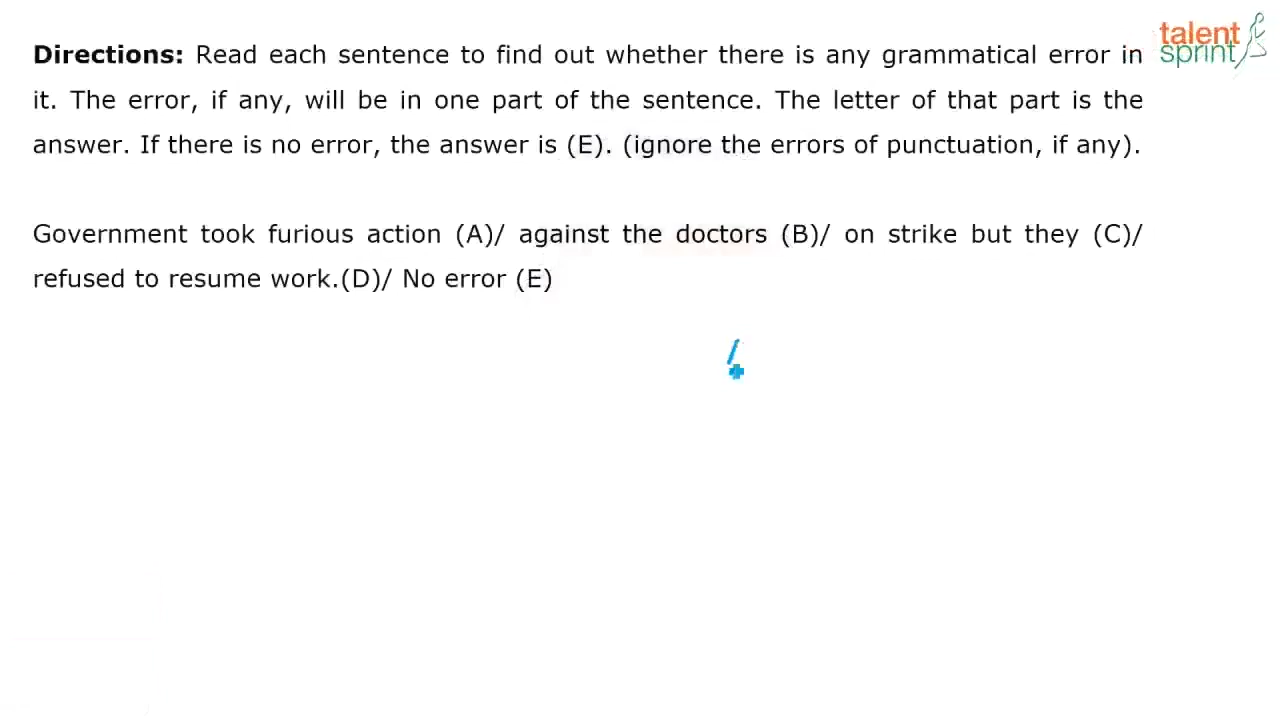 talent
sprint
Directions: Read each sentence to find out whether there is any grammatical error in
it. The error, if any, will be in one part of the sentence. The letter of that part is the
answer. If there is no error, the answer is (E). (ignore the errors of punctuation, if any).
Government took furious action (A)/ against the doctors (B)/ on strike but they (C)/
refused to resume work.(D)/ No error (E)